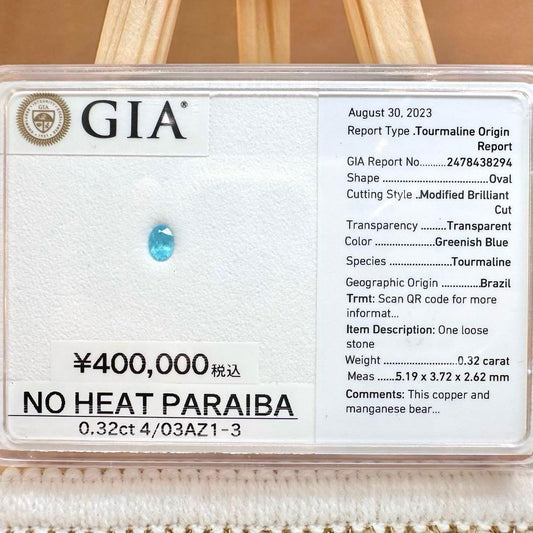 GIA®
¥400,000税込
NO HEAT PARAIBA
0.32ct 4/03AZ1-3
August 30, 2023
Report Type .Tourmaline Origin
Report
GIA Report No..........2478438294
Shape ..............................Oval
Cutting Style ..Modified Brilliant
Cut
Transparency .........Transparent
Color .....................Greenish Blue
Species ....................Tourmaline
Geographic Origin .............Brazil
Trmt: Scan QR code for more
informat...
Item Description: One loose
stone
Weight .......................0.32 carat
Meas .....5.19 x 3.72 x 2.62 mm
Comments: This copper and
manganese bear...